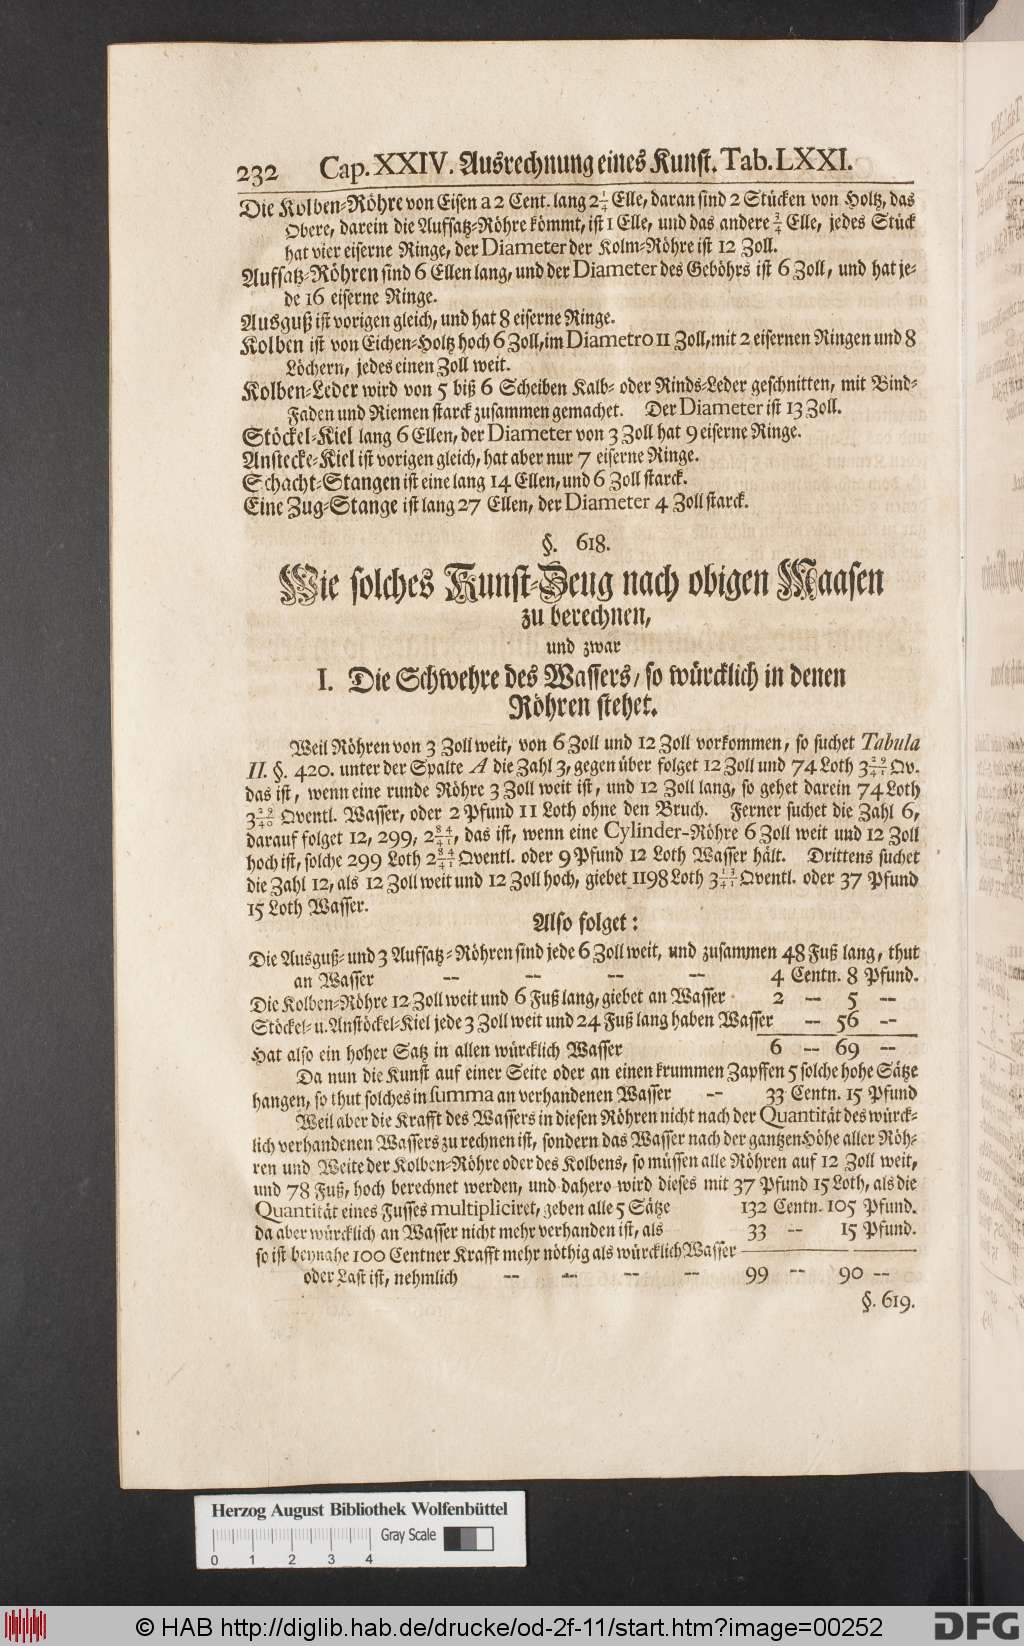 232 Cap. XXIV. Ausrechnung eines Kunst. Tab. LXXI.
Die Kolben-Röhre von Eisen a 2 Cent. lang 2 1/4 Elle, daran sind 2 Stücken von Holtz, das
Obere, darein die Aufsatz-Röhre kömmt, ist 1 Elle, und das andere 3/4 Elle, jedes Stück
hat vier eiserne Ringe, der Diameter der Kolm-Röhre ist 12 Zoll.
Aufsatz-Röhren sind 6 Ellen lang, und der Diameter des Geböhrs ist 6 Zoll, und hat je-
de 16 eiserne Ringe.
Ausguß ist vorigen gleich, und hat 8 eiserne Ringe.
Kolben ist von Eichen-Holtz hoch 6 Zoll, im Diametro 11 Zoll, mit 2 eisernen Ringen und 8
Löchern, jedes einen Zoll weit.
Kolben-Leder wird von 5 biß 6 Scheiben Kalb- oder Rinds-Leder geschnitten, mit Bind-
Faden und Riemen starck zusammen gemachet. Der Diameter ist 13 Zoll.
Stöckel-Kiel lang 6 Ellen, der Diameter von 3 Zoll hat 9 eiserne Ringe.
Anstecke-Kiel ist vorigen gleich, hat aber nur 7 eiserne Ringe.
Schacht-Stangen ist eine lang 14 Ellen, und 6 Zoll starck.
Eine Zug-Stange ist lang 27 Ellen, der Diameter 4 Zoll starck.
§. 618.
Wie solches Kunst-Zeug nach obigen Maasen
zu berechnen,
und zwar
I. Die Schwehre des Wassers, so würcklich in denen
Röhren stehet.
Weil Röhren von 3 Zoll weit, von 6 Zoll und 12 Zoll vorkommen, so suchet Tabula
II. §. 420. unter der Spalte A die Zahl 3, gegen über folget 12 Zoll und 74 Loth 3 29/41 Qv.
das ist, wenn eine runde Röhre 3 Zoll weit ist, und 12 Zoll lang, so gehet darein 74 Loth
3 29/40 Qventl. Wasser, oder 2 Pfund 11 Loth ohne den Bruch. Ferner suchet die Zahl 6,
darauf folget 12, 299, 2 84/41, das ist, wenn eine Cylinder-Röhre 6 Zoll weit und 12 Zoll
hoch ist, solche 299 Loth 2 84/41 Qventl. oder 9 Pfund 12 Loth Wasser hält. Drittens suchet
die Zahl 12, als 12 Zoll weit und 12 Zoll hoch, giebet 1198 Loth 3 13/41 Qventl. oder 37 Pfund
15 Loth Wasser.
Also folget:
Die Ausguß- und 3 Aufsatz-Röhren sind jede 6 Zoll weit, und zusammen 48 Fuß lang, thut
an Wasser -- -- -- -- 4 Centn. 8 Pfund.
Die Kolben-Röhre 12 Zoll weit und 6 Fuß lang, giebet an Wasser 2 -- 5 --
Stöckel- u. Anstöckel-Kiel jede 3 Zoll weit und 24 Fuß lang haben Wasser -- 56 --
Hat also ein hoher Satz in allen würcklich Wasser 6 -- 69 --
Da nun die Kunst auf einer Seite oder an einen krummen Zapffen 5 solche hohe Sätze
hangen, so thut solches in summa an verhandenen Wasser -- 33 Centn. 15 Pfund
Weil aber die Krafft des Wassers in diesen Röhren nicht nach der Quantität des würck-
lich verhandenen Wassers zu rechnen ist, sondern das Wasser nach der gantzen Höhe aller Röh-
ren und Weite der Kolben-Röhre oder des Kolbens, so müssen alle Röhren auf 12 Zoll weit,
und 78 Fuß, hoch berechnet werden, und dahero wird dieses mit 37 Pfund 15 Loth, als die
Quantität eines Fusses multipliciret, geben alle 5 Sätze 132 Centn. 105 Pfund.
da aber würcklich an Wasser nicht mehr verhanden ist, als 33 -- 15 Pfund.
so ist beynahe 100 Centner Krafft mehr nöthig als würcklich Wasser
oder Last ist, nehmlich -- -- -- -- 99 -- 90 --
§. 619.
Herzog August Bibliothek Wolfenbüttel
Gray Scale
0 1 2 3 4
© HAB http://diglib.hab.de/drucke/od-2f-11/start.htm?image=00252
DFG